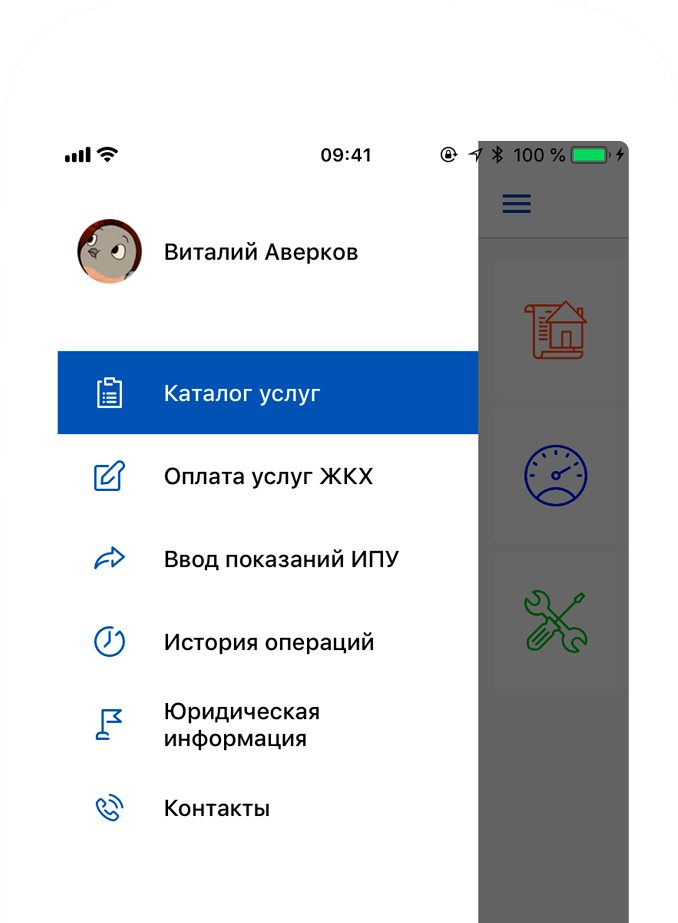 09:41 100 %
Виталий Аверков
Каталог услуг
Оплата услуг ЖКХ
Ввод показаний ИПУ
История операций
Юридическая
информация
Контакты